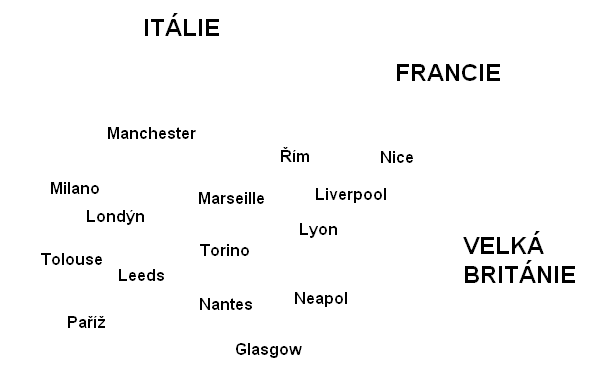 ITÁLIE
FRANCIE
Manchester
Řím
Nice
Milano
Marseille
Liverpool
Londýn
Lyon
Torino
VELKÁ
BRITÁNIE
Tolouse
Leeds
Nantes
Neapol
Paříž
Glasgow